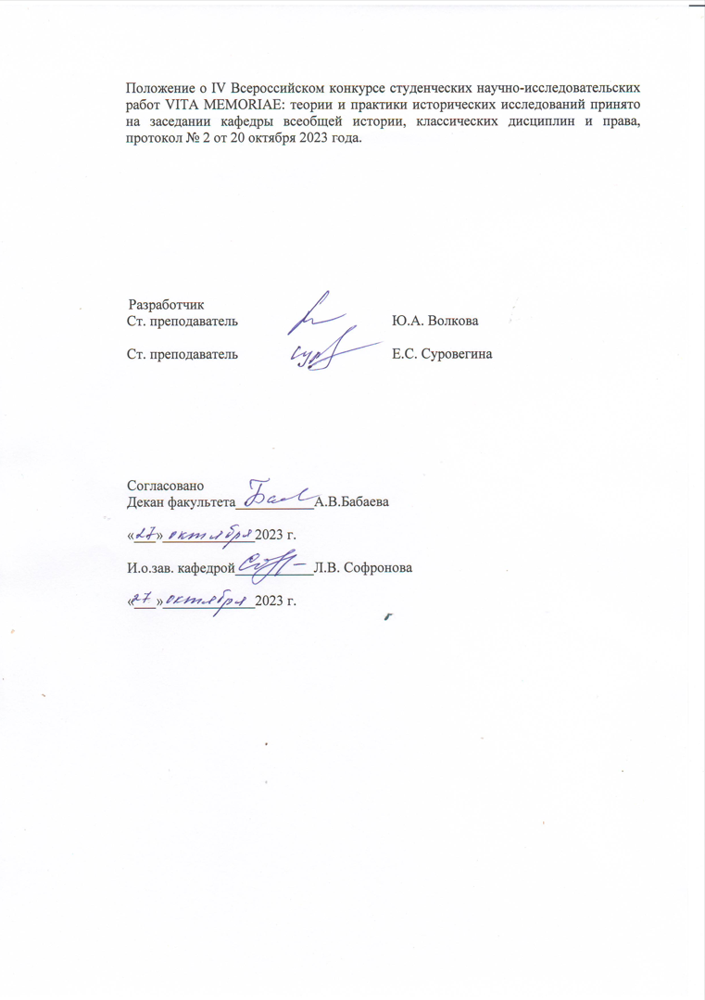 Положение о IV Всероссийском конкурсе студенческих научно-исследовательских
работ VITA MEMORIAE: теории и практики исторических исследований принято
на заседании кафедры всеобщей истории, классических дисциплин и права,
протокол № 2 от 20 октября 2023 года.
Разработчик
Ст. преподаватель Ю.А. Волкова
Ст. преподаватель Сур Е.С. Суровегина
Согласовано
Декан факультета Баб А.В.Бабаева
«27» октября 2023 г.
И.о.зав. кафедрой Л.В. Софронова
«27» октября 2023 г.